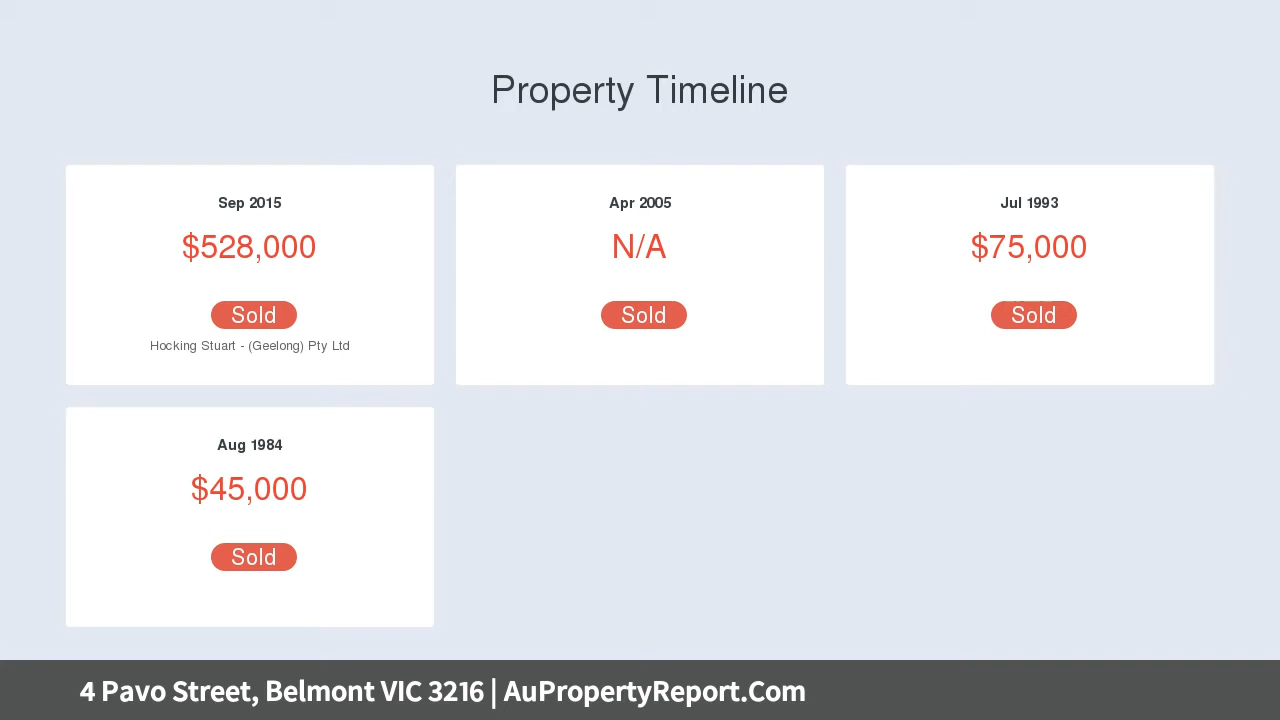 Property Timeline
Sep 2015
$528,000
Sold
Hocking Stuart - (Geelong) Pty Ltd
Apr 2005
N/A
Sold
Jul 1993
$75,000
Sold
Aug 1984
$45,000
Sold
4 Pavo Street, Belmont VIC 3216 | AuPropertyReport.Com